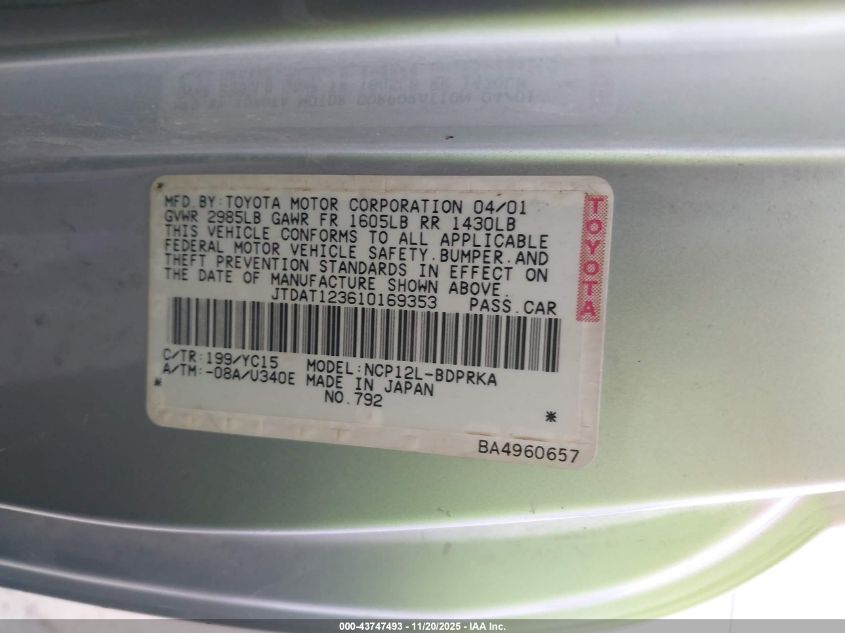 MFD.BY:TOYOTA MOTOR CORPORATION 04/01
GVWR 2985LB GAWR FR 1605LB RR 1430LB
THIS VEHICLE CONFORMS TO ALL APPLICABLE
FEDERAL MOTOR VEHICLE SAFETY.BUMPER.AND
THEFT PREVENTION STANDARDS IN EFFECT ON
THE DATE OF MANUFACTURE SHOWN ABOVE.
JTDAT123610169353 PASS.CAR
C/TR:199/YC15 MODEL:NCP12L-BDPRKA
A/TM:-08A/U340E MADE IN JAPAN
NO.792
TOYOTA
BA4960657
000-43747493 - 11/20/2025 - IAA Inc.